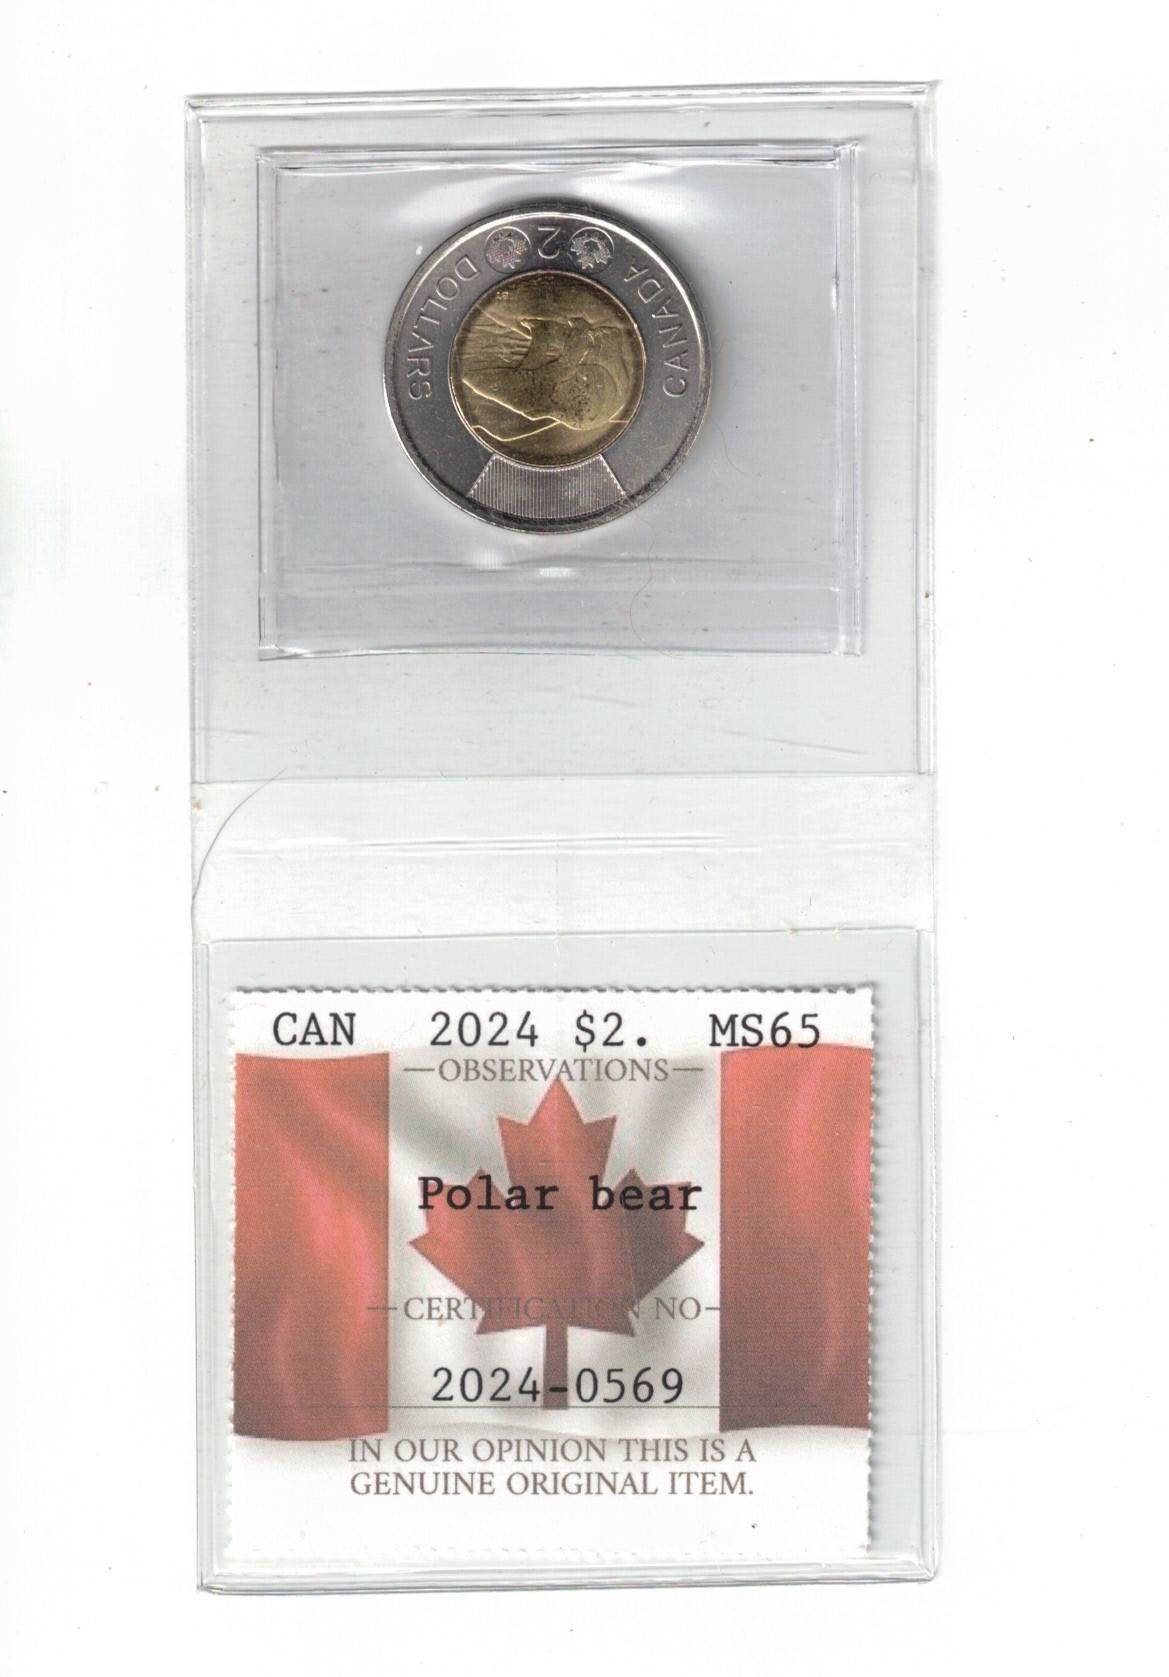 2 DOLLARS
CANADA
CAN 2024 $2. MS65
OBSERVATIONS
Polar bear
CERTIFICATION NO
2024-0569
IN OUR OPINION THIS IS A
GENUINE ORIGINAL ITEM.